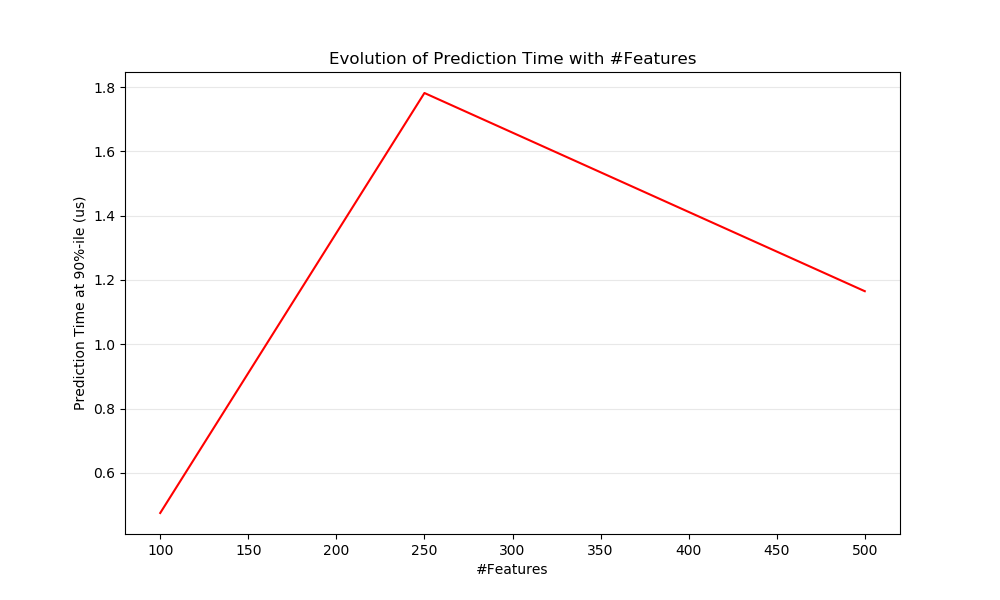 Evolution of Prediction Time with #Features
Prediction Time at 90%-ile (us)
1.8
1.6
1.4
1.2
1.0
0.8
0.6
100 150 200 250 300 350 400 450 500
#Features